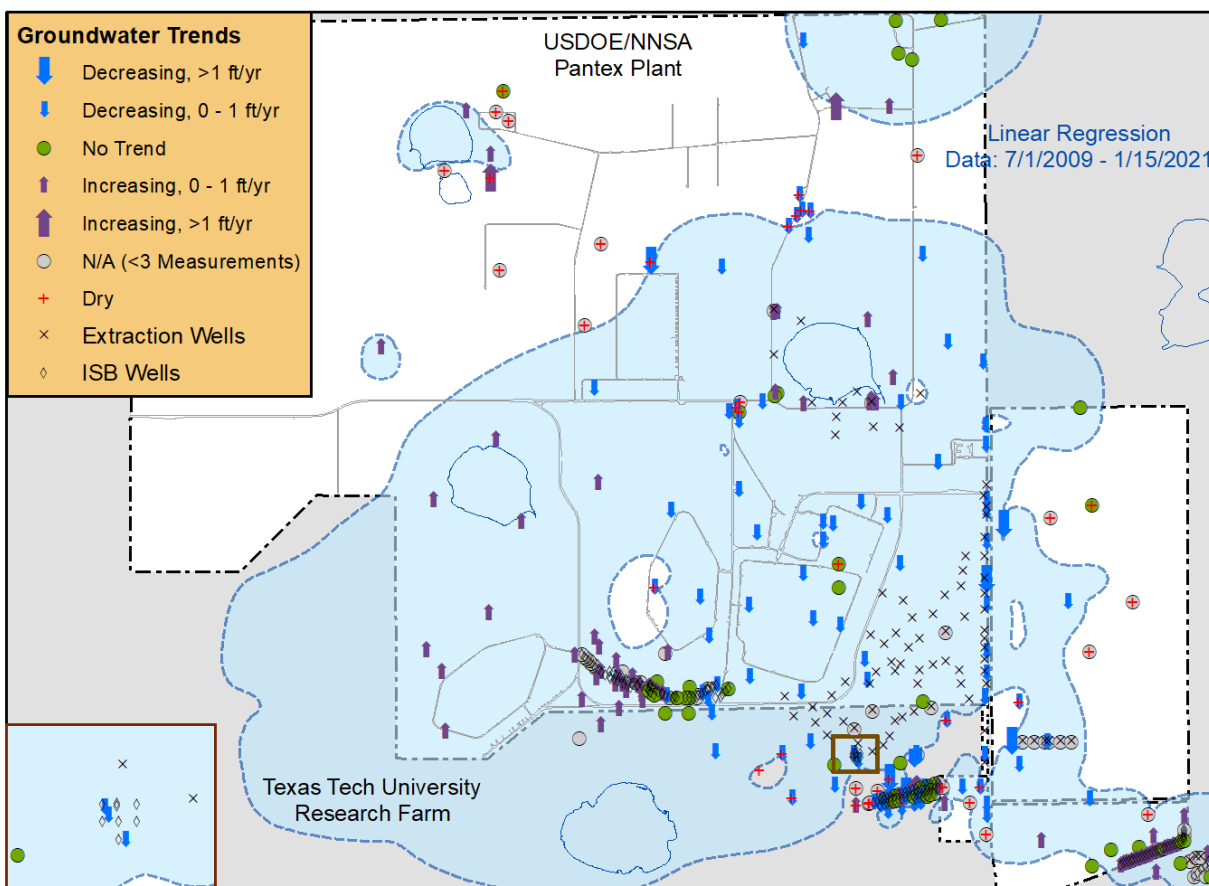 Groundwater Trends
Decreasing, >1 ft/yr
Decreasing, 0 - 1 ft/yr
No Trend
Increasing, 0 - 1 ft/yr
Increasing, >1 ft/yr
N/A (<3 Measurements)
Dry
Extraction Wells
ISB Wells
USDOE/NNSA
Pantex Plant
Linear Regression
Data: 7/1/2009 - 1/15/2021
Texas Tech University
Research Farm